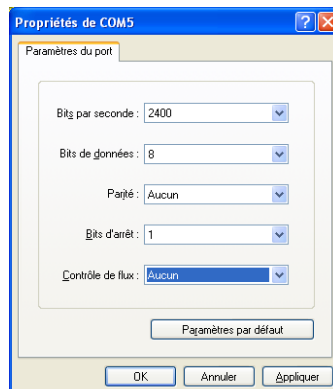 Propriétés de COM5
Paramètres du port
Bits par seconde : 2400
Bits de données : 8
Parité : Aucun
Bits d'arrêt : 1
Contrôle de flux : Aucun
Paramètres par défaut
OK Annuler Appliquer